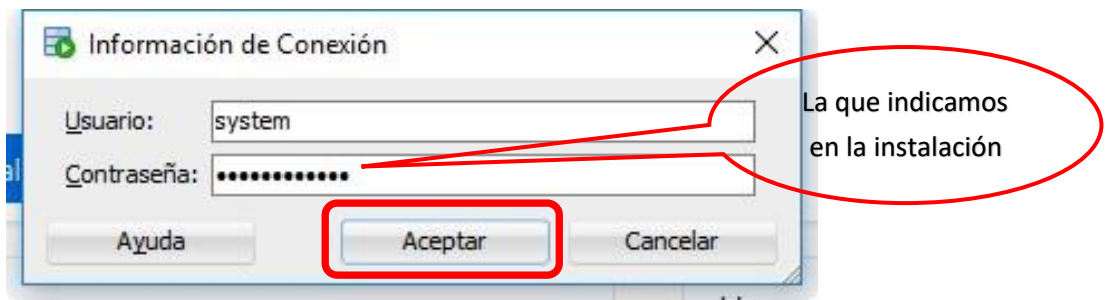 Información de Conexión
Usuario: system
Contraseña: ••••••••••••
La que indicamos
en la instalación
Ayuda Aceptar Cancelar